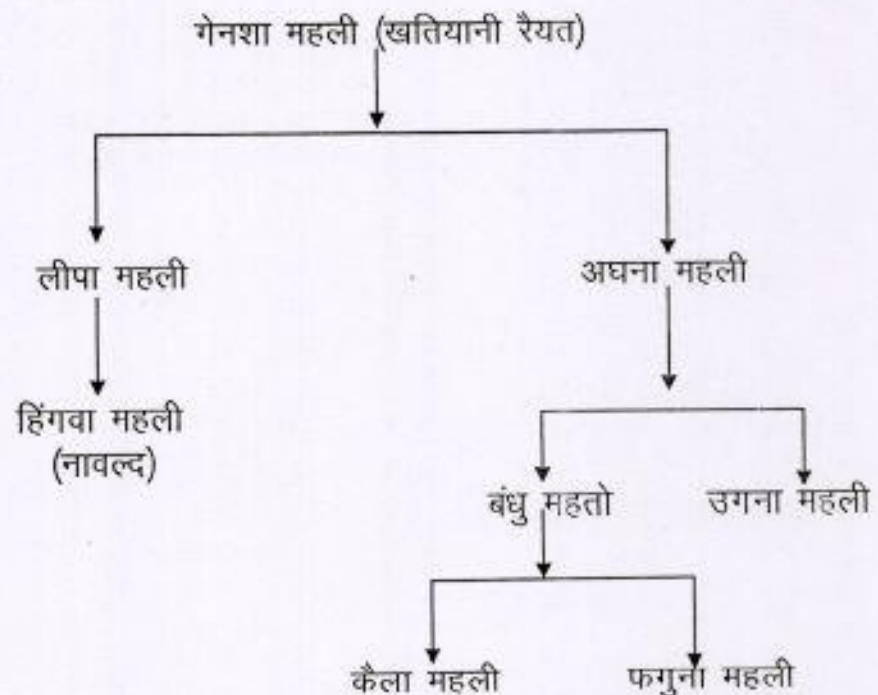 गेनशा महली (खतियानी रैयत)
लीपा महली
अघना महली
हिंगवा महली
(नावल्द)
बंधु महतो
उगना महली
कैला महली
फगुना महली